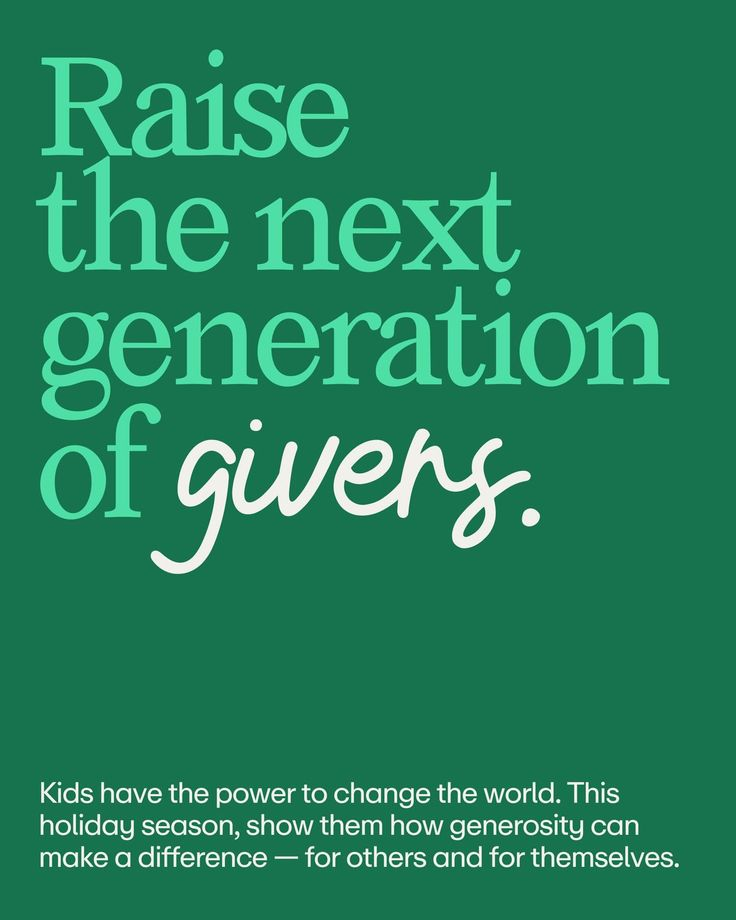 Raise
the next
generation
of givers.
Kids have the power to change the world. This
holiday season, show them how generosity can
make a difference — for others and for themselves.